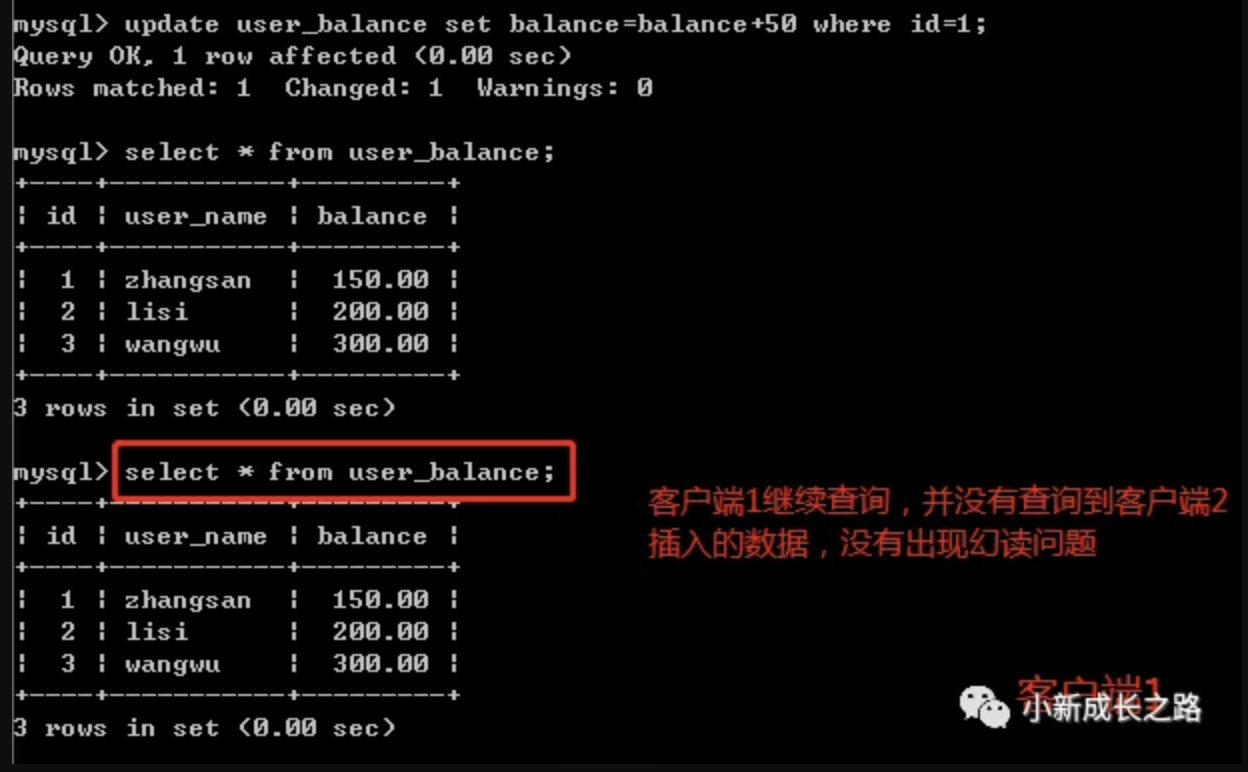 mysql> update user_balance set balance=balance+50 where id=1;
Query OK, 1 row affected (0.00 sec)
Rows matched: 1  Changed: 1  Warnings: 0
mysql> select * from user_balance;
+----+-----------+---------+
| id | user_name | balance |
+----+-----------+---------+
|  1 | zhangsan  |  150.00 |
|  2 | lisi      |  200.00 |
|  3 | wangwu    |  300.00 |
+----+-----------+---------+
3 rows in set (0.00 sec)
mysql> select * from user_balance;
+----+-----------+---------+
| id | user_name | balance |
+----+-----------+---------+
|  1 | zhangsan  |  150.00 |
|  2 | lisi      |  200.00 |
|  3 | wangwu    |  300.00 |
+----+-----------+---------+
3 rows in set (0.00 sec)
客户端1继续查询，并没有查询到客户端2
插入的数据，没有出现幻读问题
客户端1
小新成长之路